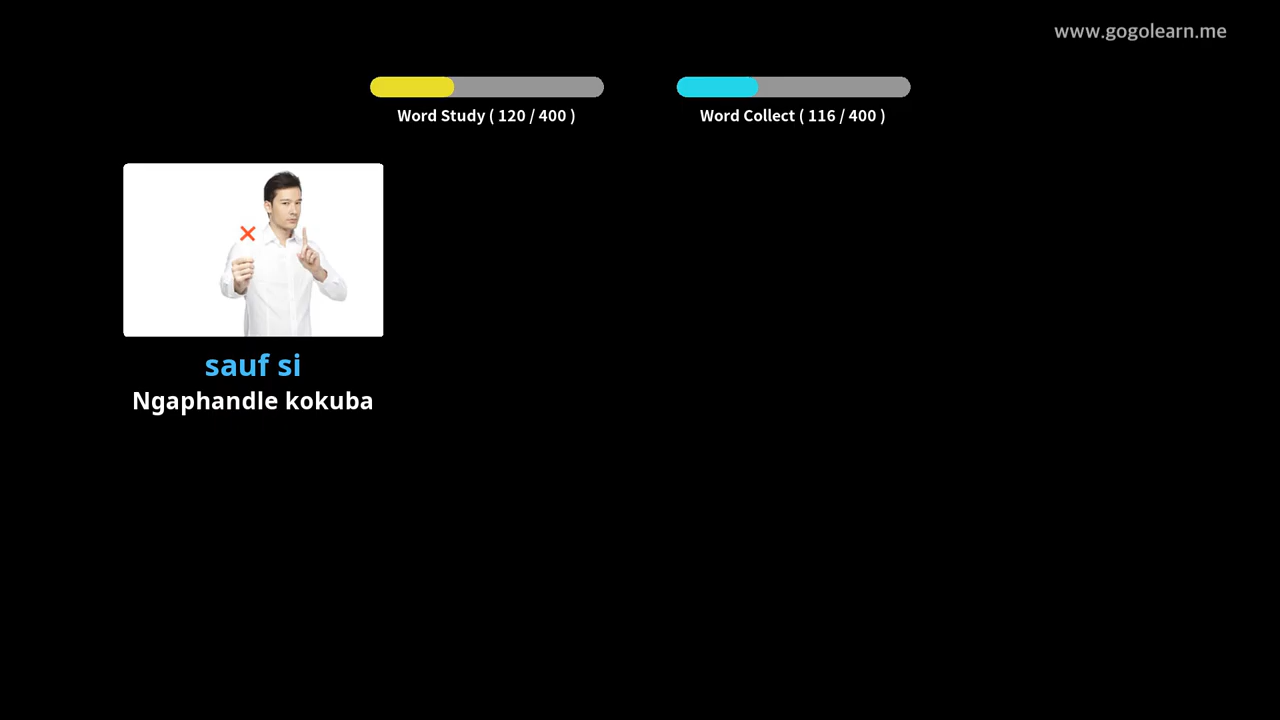 www.gogolearn.me
Word Study ( 120 / 400 )
Word Collect ( 116 / 400 )
sauf si
Ngaphandle kokuba